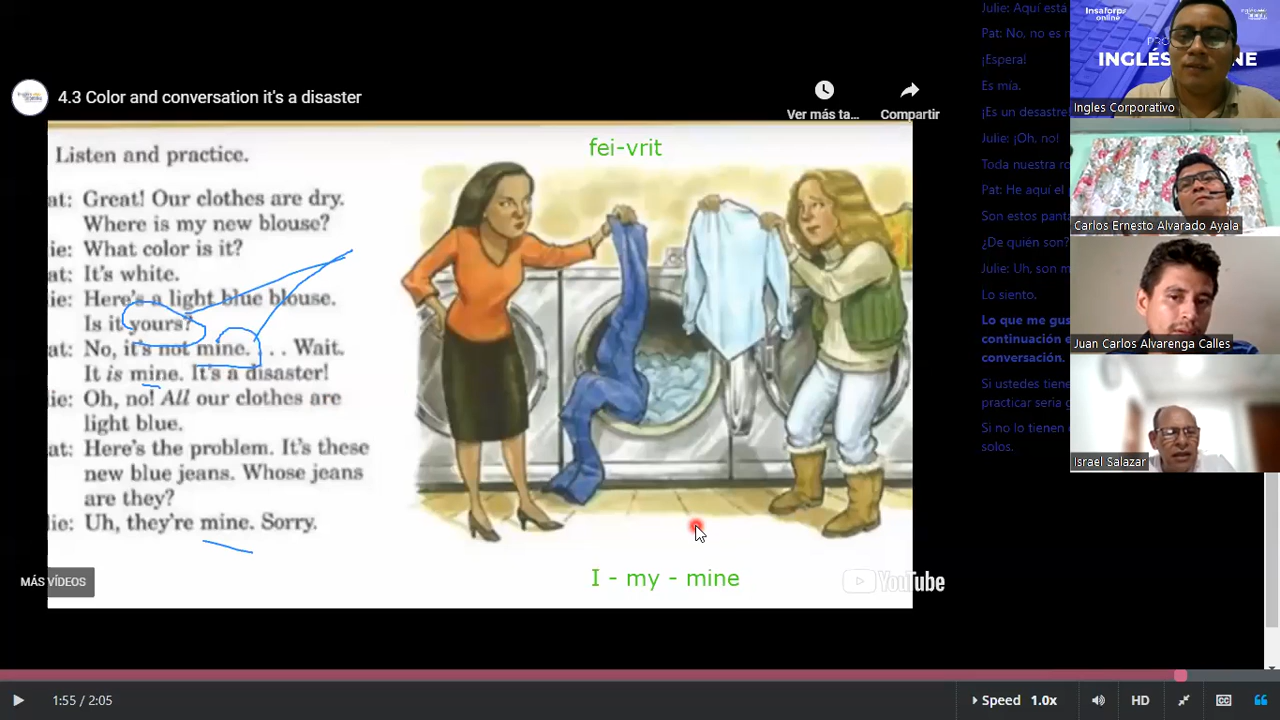 4.3 Color and conversation it's a disaster
Ver más ta...
Compartir
Listen and practice.
fei-vrit
at: Great! Our clothes are dry.
Where is my new blouse?
ie: What color is it?
at: It's white.
ie: Here's a light blue blouse.
Is it yours?
at: No, it's not mine. . . . Wait.
It is mine. It's a disaster!
ie: Oh, no! All our clothes are
light blue.
at: Here's the problem. It's these
new blue jeans. Whose jeans
are they?
ie: Uh, they're mine. Sorry.
I - my - mine
MÁS VÍDEOS
YouTube
Julie: Aquí está
Pat: No, no es m
¡Espera!
Es mía.
¡Es un desastre
Julie: ¡Oh, no!
Toda nuestra ro
Pat: He aquí el
Son estos panta
¿De quién son?
Julie: Uh, son m
Lo siento.
Lo que me gus
continuación e
conversación.
Si ustedes tiene
practicar seria g
Si no lo tienen
solos.
Insaforp
online
INGLÉS
NE
Ingles Corporativo
Carlos Ernesto Alvarado Ayala
Juan Carlos Alvarenga Calles
Israel Salazar
1:55 / 2:05
Speed 1.0x
HD
CC